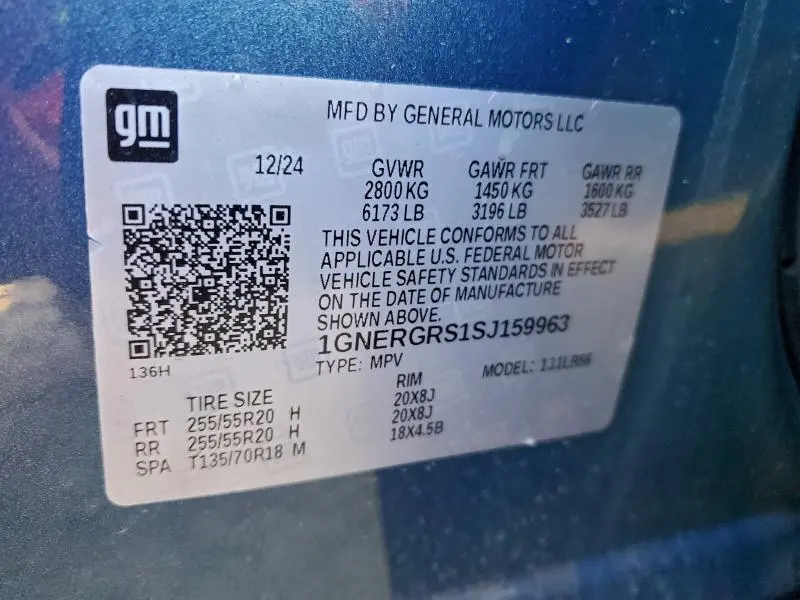 gm
MFD BY GENERAL MOTORS LLC
12/24 GVWR GAWR FRT GAWR RR
2800 KG 1450 KG 1600 KG
6173 LB 3196 LB 3527 LB
THIS VEHICLE CONFORMS TO ALL
APPLICABLE U.S. FEDERAL MOTOR
VEHICLE SAFETY STANDARDS IN EFFECT
ON THE DATE OF MANUFACTURE
SHOWN ABOVE.
1GNERGRS1SJ159963
136H TYPE: MPV MODEL: 131LB56
TIRE SIZE RIM
FRT 255/55R20 H 20X8J
RR 255/55R20 H 20X8J
SPA T135/70R18 M 18X4.5B